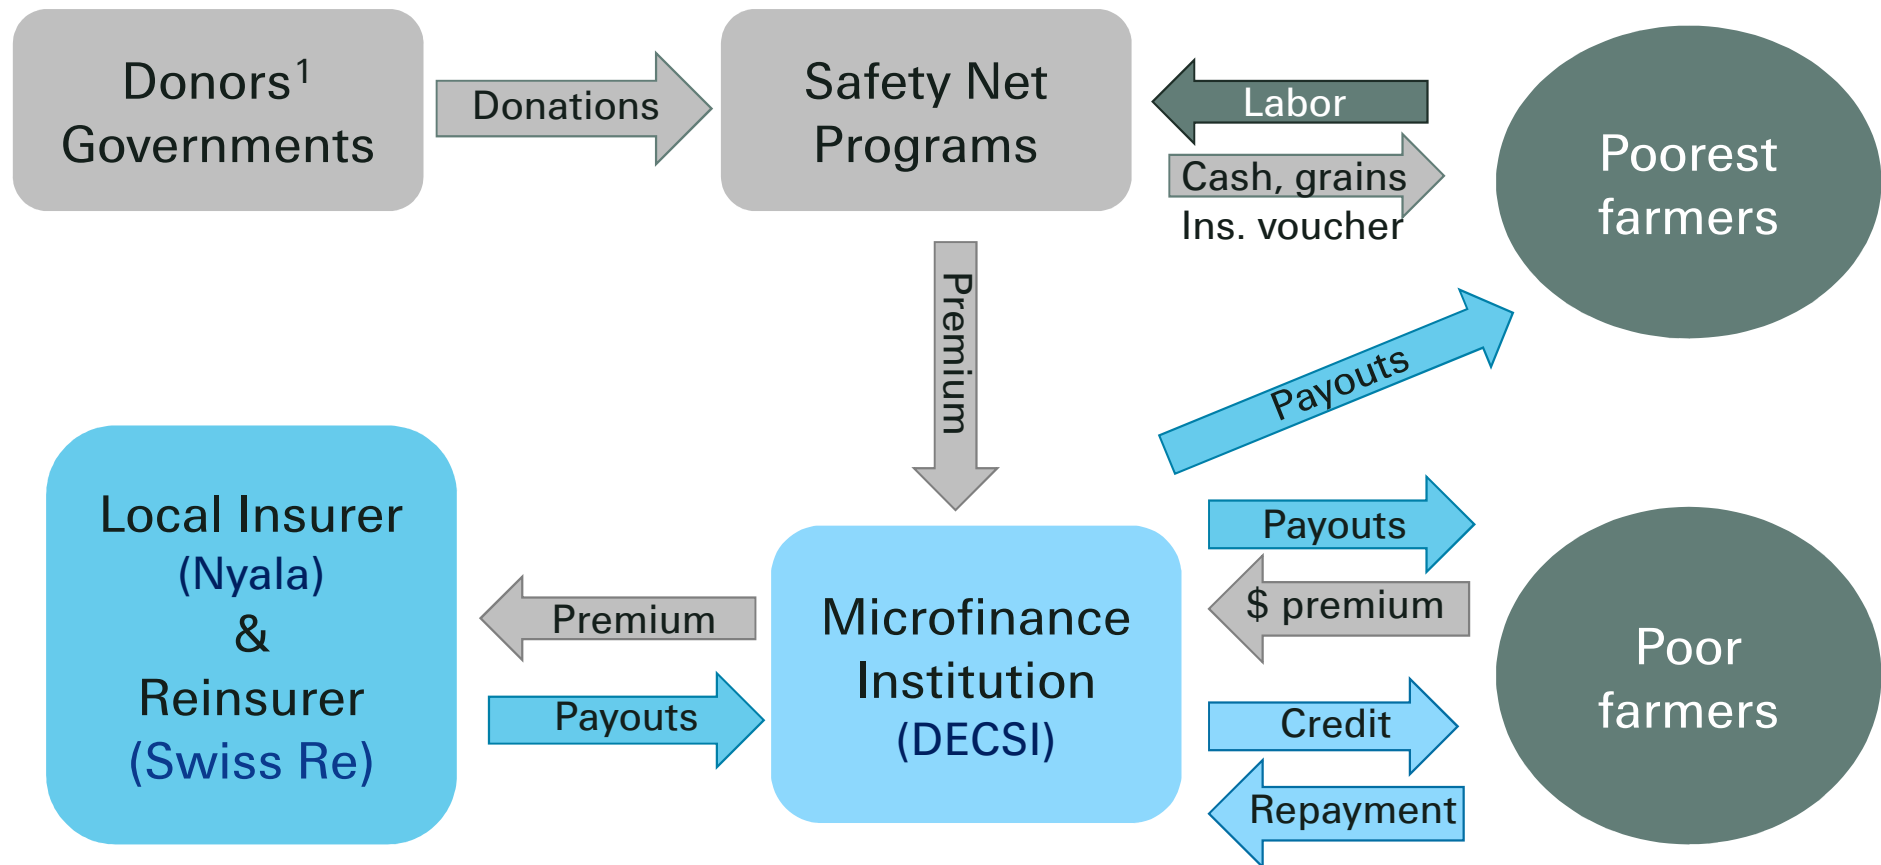 Donors¹
Governments
Donations
Safety Net
Programs
Labor
Cash, grains
Ins. voucher
Poorest
farmers
Premium
Payouts
Local Insurer
(Nyala)
&
Reinsurer
(Swiss Re)
Premium
Payouts
Microfinance
Institution
(DECSI)
Payouts
$ premium
Credit
Repayment
Poor
farmers